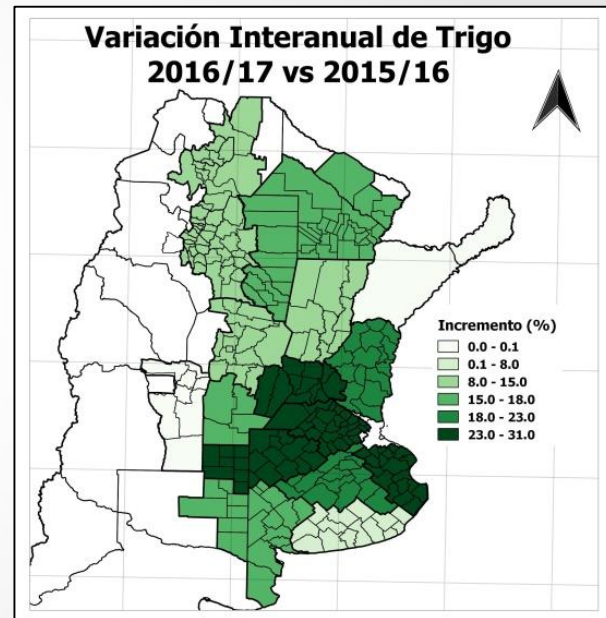 Variación Interanual de Trigo
2016/17 vs 2015/16
Incremento (%)
0.0 - 0.1
0.1 - 8.0
8.0 - 15.0
15.0 - 18.0
18.0 - 23.0
23.0 - 31.0